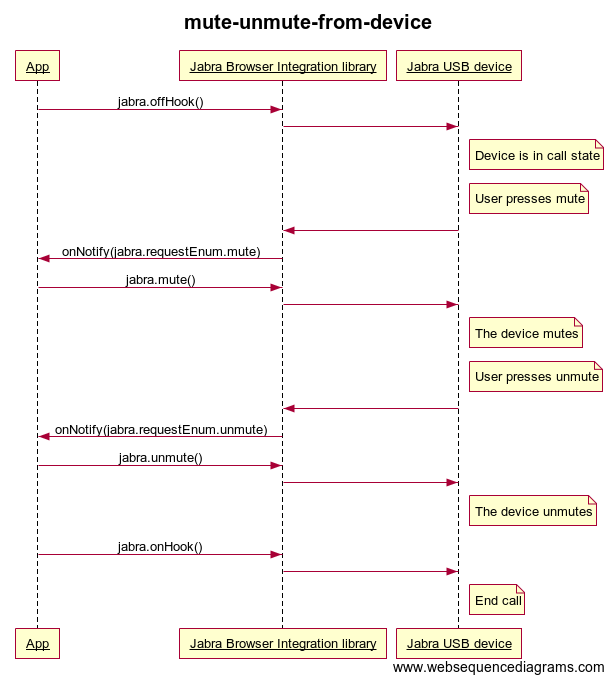 mute-unmute-from-device
App
Jabra Browser Integration library
Jabra USB device
jabra.offHook()
Device is in call state
User presses mute
onNotify(jabra.requestEnum.mute)
jabra.mute()
The device mutes
User presses unmute
onNotify(jabra.requestEnum.unmute)
jabra.unmute()
The device unmutes
jabra.onHook()
End call
App
Jabra Browser Integration library
Jabra USB device
www.websequencediagrams.com